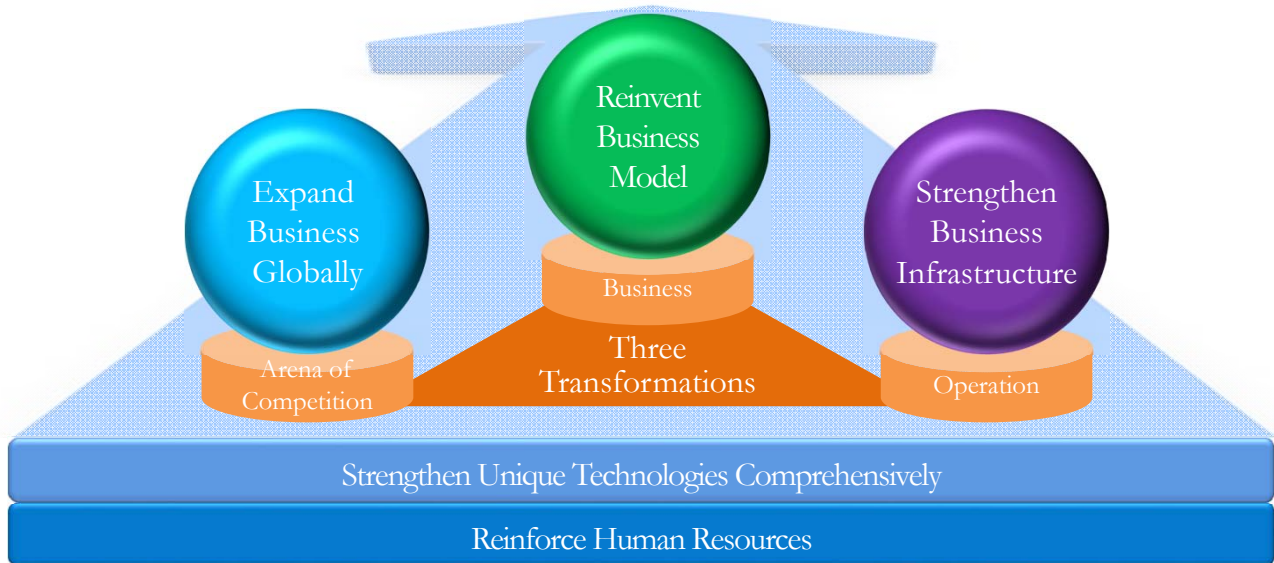 Reinvent
Business
Model
Expand
Business
Globally
Strengthen
Business
Infrastructure
Business
Three
Transformations
Arena of
Competition
Operation
Strengthen Unique Technologies Comprehensively
Reinforce Human Resources